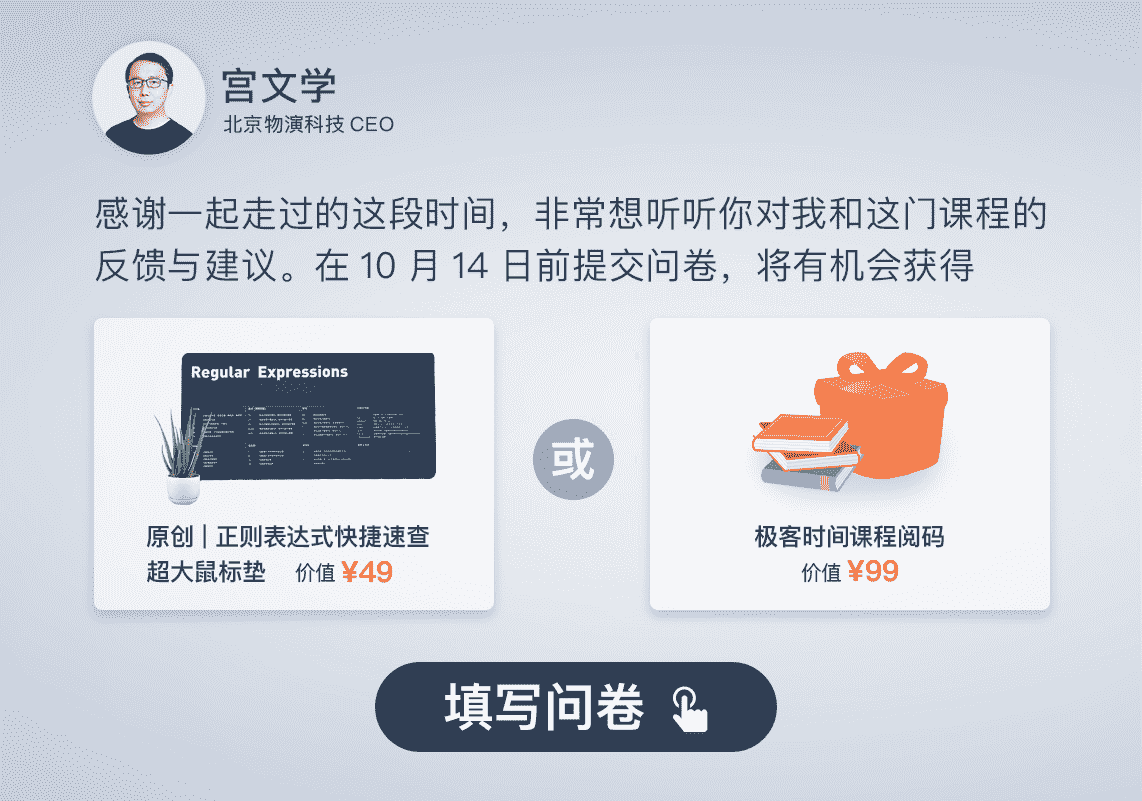 宫文学
北京物演科技 CEO
感谢一起走过的这段时间，非常想听听你对我和这门课程的
反馈与建议。在 10 月 14 日前提交问卷，将有机会获得
Regular Expressions
或
原创 | 正则表达式快捷速查
超大鼠标垫 价值 ¥49
极客时间课程阅码
价值 ¥99
填写问卷